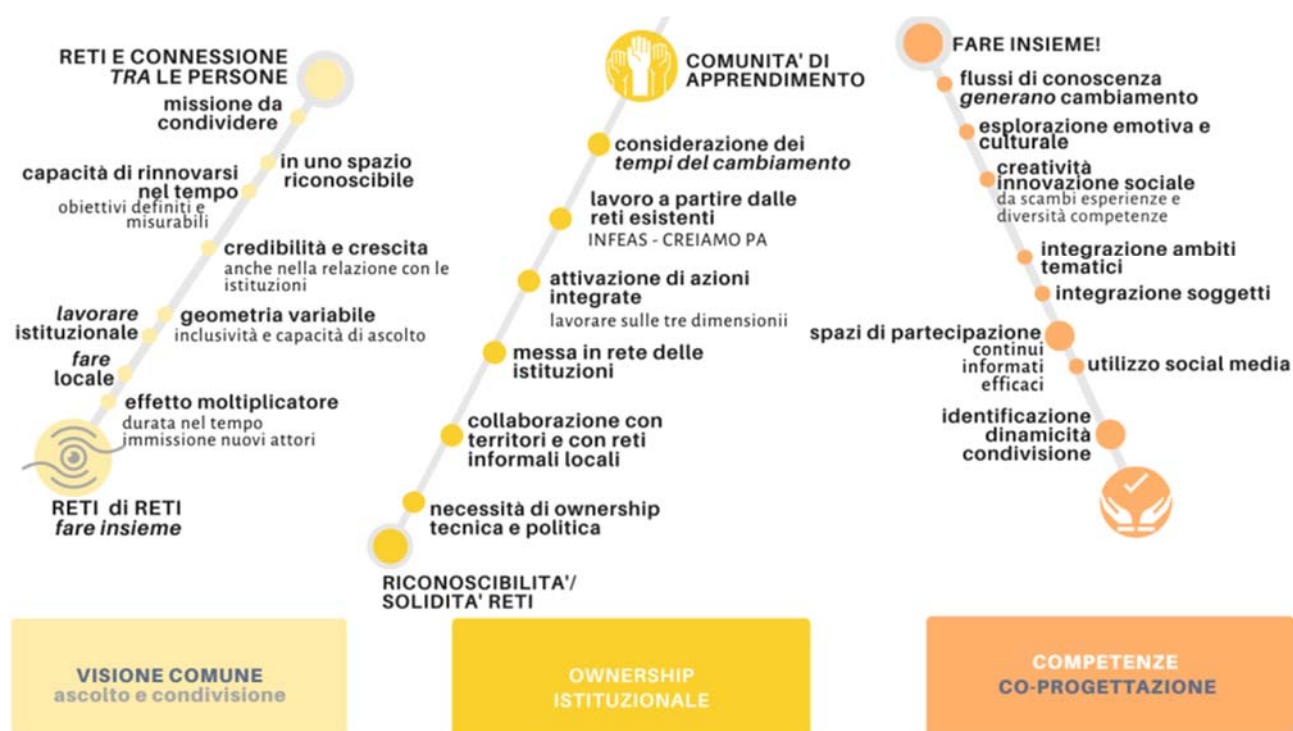 RETI E CONNESSIONE
TRA LE PERSONE
missione da
condividere
in uno spazio
riconoscibile
capacità di rinnovarsi
nel tempo
obiettivi definiti e
misurabili
credibilità e crescita
anche nella relazione con le
istituzioni
geometria variabile
inclusività e capacità di ascolto
lavorare
istituzionale
fare
locale
effetto moltiplicatore
durata nel tempo
immissione nuovi attori
RETI di RETI
fare insieme
VISIONE COMUNE
ascolto e condivisione
COMUNITA' DI
APPRENDIMENTO
considerazione dei
tempi del cambiamento
lavoro a partire dalle
reti esistenti
INFEAS - CREIAMO PA
attivazione di azioni
integrate
lavorare sulle tre dimensionii
messa in rete delle
istituzioni
collaborazione con
territori e con reti
informali locali
necessità di ownership
tecnica e politica
RICONOSCIBILITA'/
SOLIDITA' RETI
OWNERSHIP
ISTITUZIONALE
FARE INSIEME!
flussi di conoscenza
generano cambiamento
esplorazione emotiva e
culturale
creatività
innovazione sociale
da scambi esperienze e
diversità competenze
integrazione ambiti
tematici
integrazione soggetti
spazi di partecipazione
continui
informati
efficaci
utilizzo social media
identificazione
dinamicità
condivisione
COMPETENZE
CO-PROGETTAZIONE